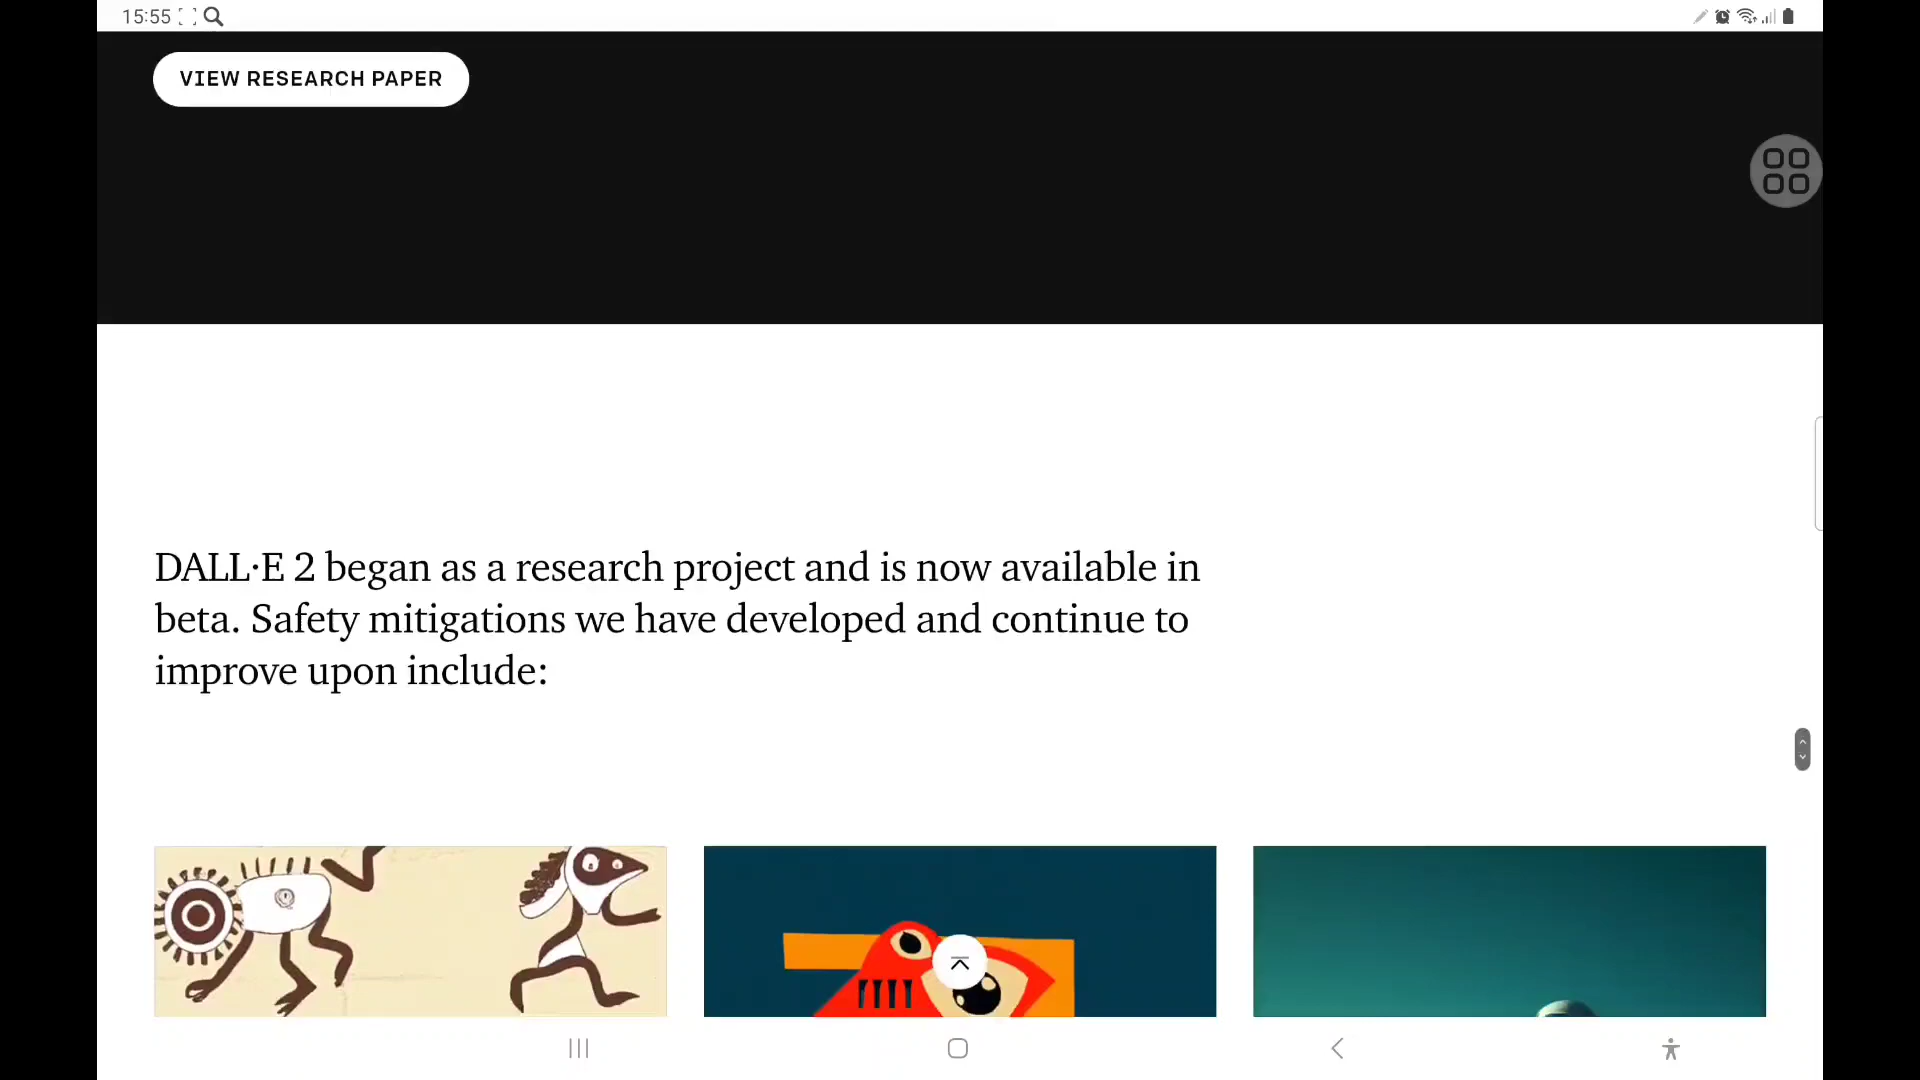 15:55
VIEW RESEARCH PAPER
DALL·E 2 began as a research project and is now available in
beta. Safety mitigations we have developed and continue to
improve upon include: